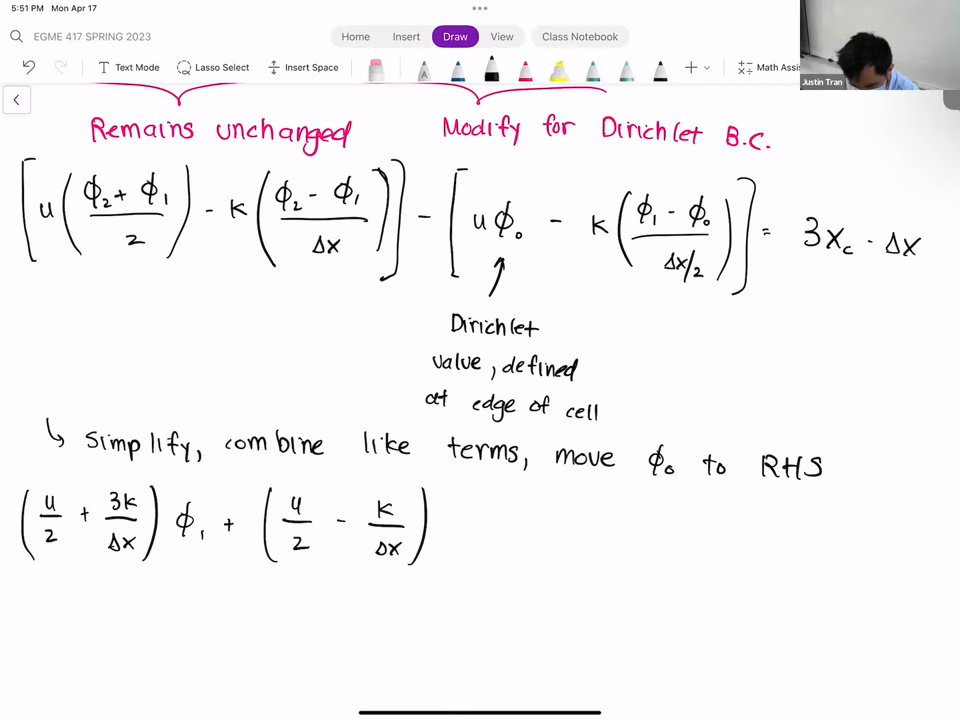 5:51 PM Mon Apr 17
EGME 417 SPRING 2023
Home Insert Draw View Class Notebook
Text Mode Lasso Select Insert Space Math Assis
Justin Tran
Remains unchanged Modify for Dirichlet B.C.
[u((ϕ₂ + ϕ₁)/2) - k((ϕ₂ - ϕ₁)/Δx)] - [uϕ₀ - k((ϕ₁ - ϕ₀)/(Δx/2))] = 3x_c · Δx
Dirichlet
value, defined
at edge of cell
↳ simplify, combine like terms, move ϕ₀ to RHS
(u/2 + 3k/Δx) ϕ₁ + (u/2 - k/Δx)